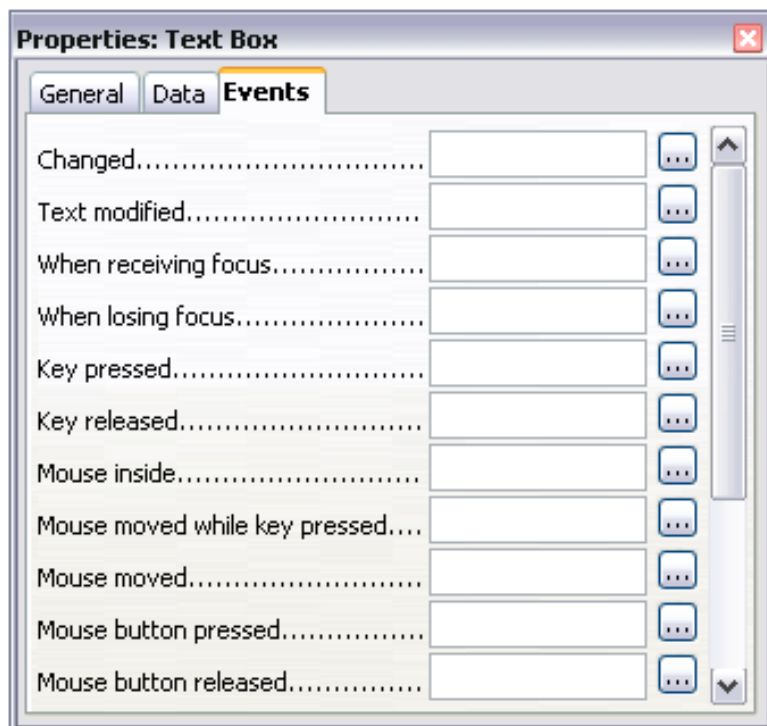 Properties: Text Box
General Data Events
Changed............................. ...
Text modified........................ ...
When receiving focus............... ...
When losing focus................... ...
Key pressed......................... ...
Key released......................... ...
Mouse inside......................... ...
Mouse moved while key pressed.... ...
Mouse moved........................ ...
Mouse button pressed............... ...
Mouse button released.............. ...